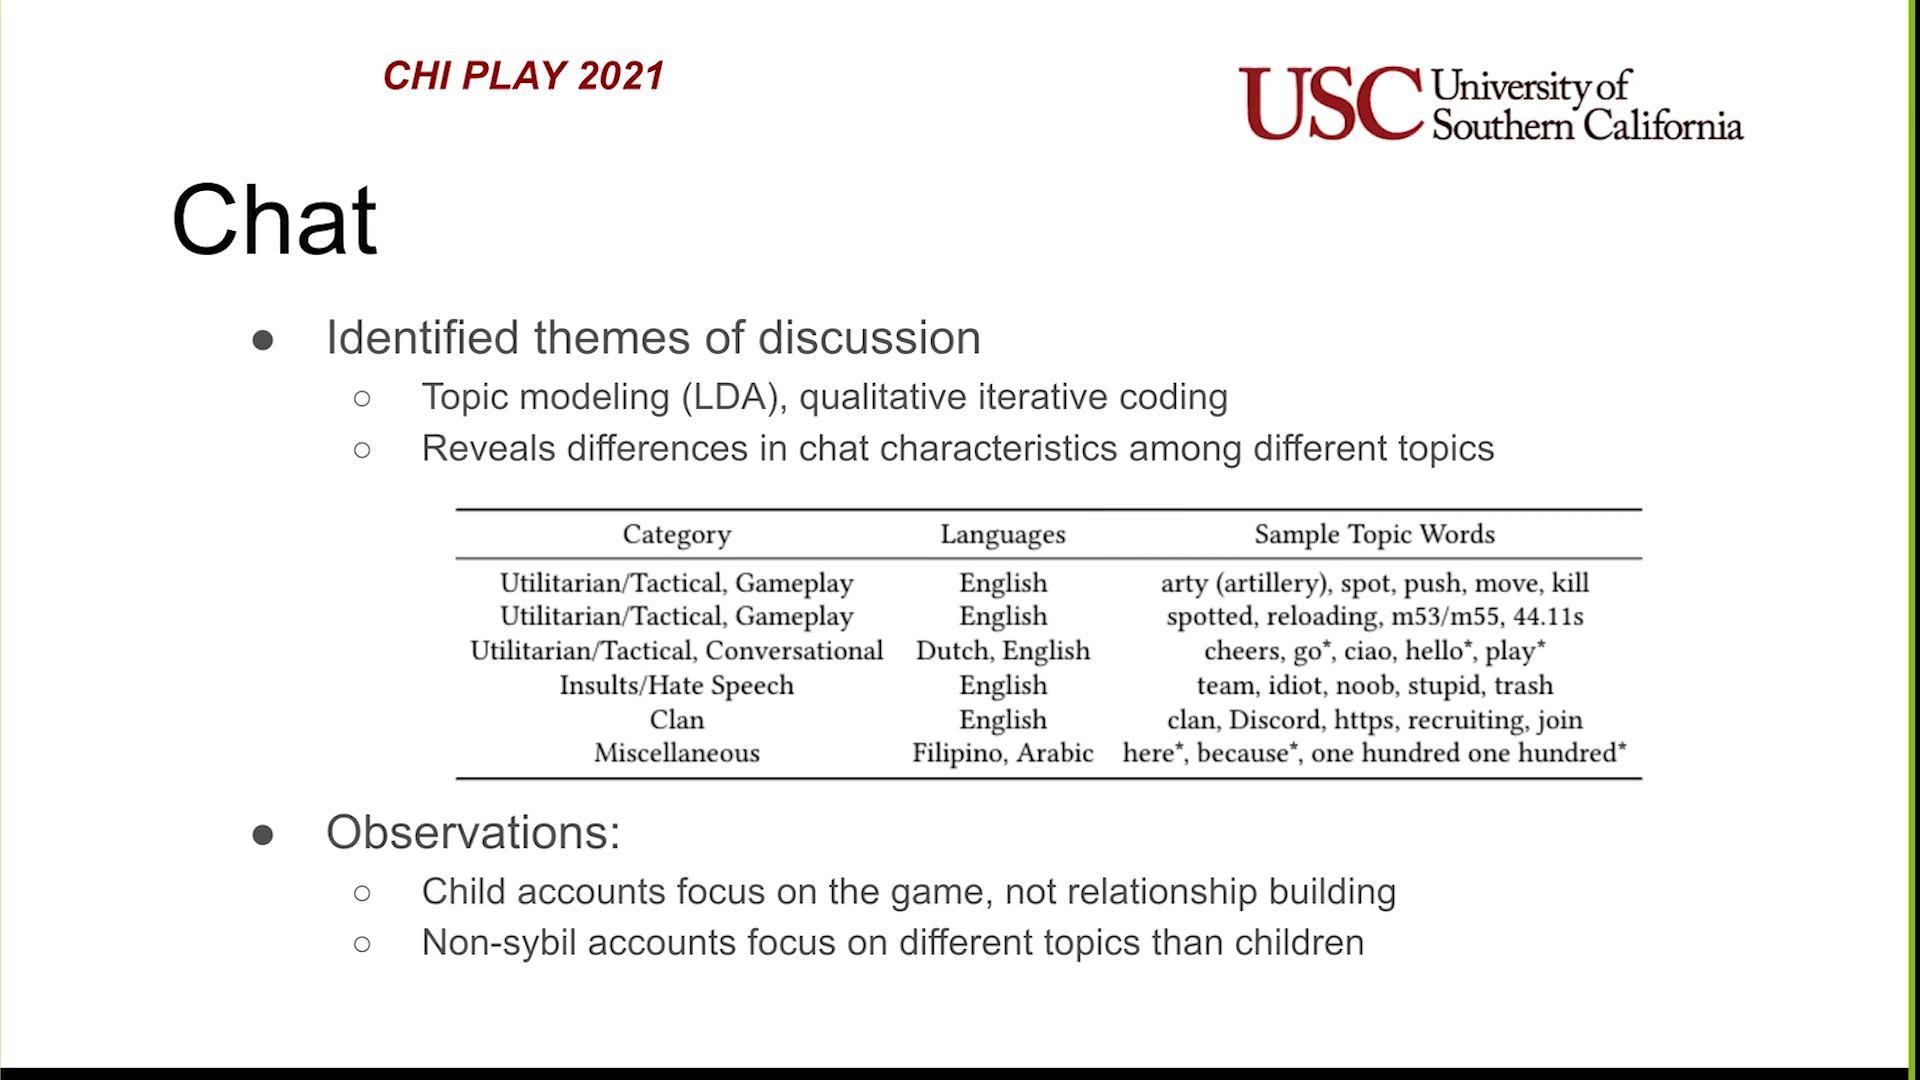 CHI PLAY 2021
USC University of
Southern California
Chat
● Identified themes of discussion
○ Topic modeling (LDA), qualitative iterative coding
○ Reveals differences in chat characteristics among different topics
Category Languages Sample Topic Words
Utilitarian/Tactical, Gameplay English arty (artillery), spot, push, move, kill
Utilitarian/Tactical, Gameplay English spotted, reloading, m53/m55, 44.11s
Utilitarian/Tactical, Conversational Dutch, English cheers, go*, ciao, hello*, play*
Insults/Hate Speech English team, idiot, noob, stupid, trash
Clan English clan, Discord, https, recruiting, join
Miscellaneous Filipino, Arabic here*, because*, one hundred one hundred*
● Observations:
○ Child accounts focus on the game, not relationship building
○ Non-sybil accounts focus on different topics than children